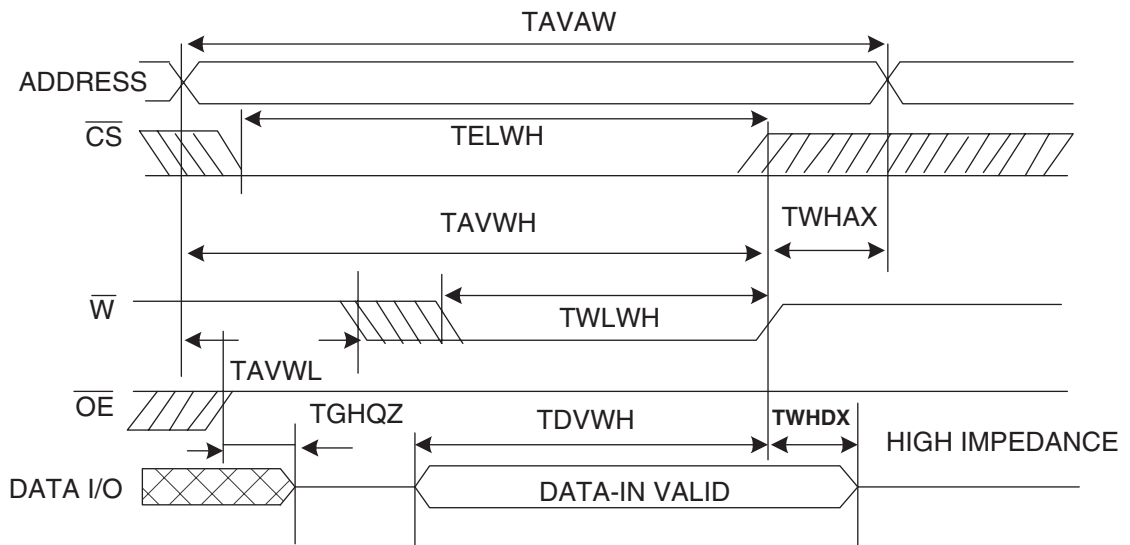 TAVAW
ADDRESS
CS
TELWH
TAVWH
TWHAX
W
TWLWH
TAVWL
OE
TGHQZ
TDVWH
TWHDX
HIGH IMPEDANCE
DATA I/O
DATA-IN VALID